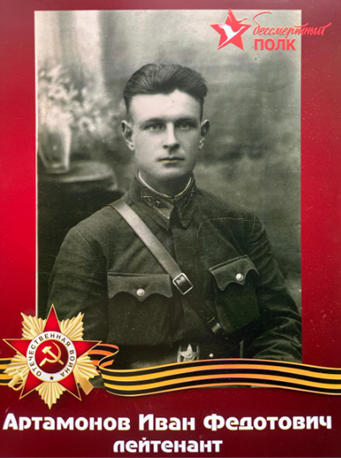 бессмертный
ПОЛК
ОТЕЧЕСТВЕННАЯ ВОЙНА
Артамонов Иван Федотович
лейтенант